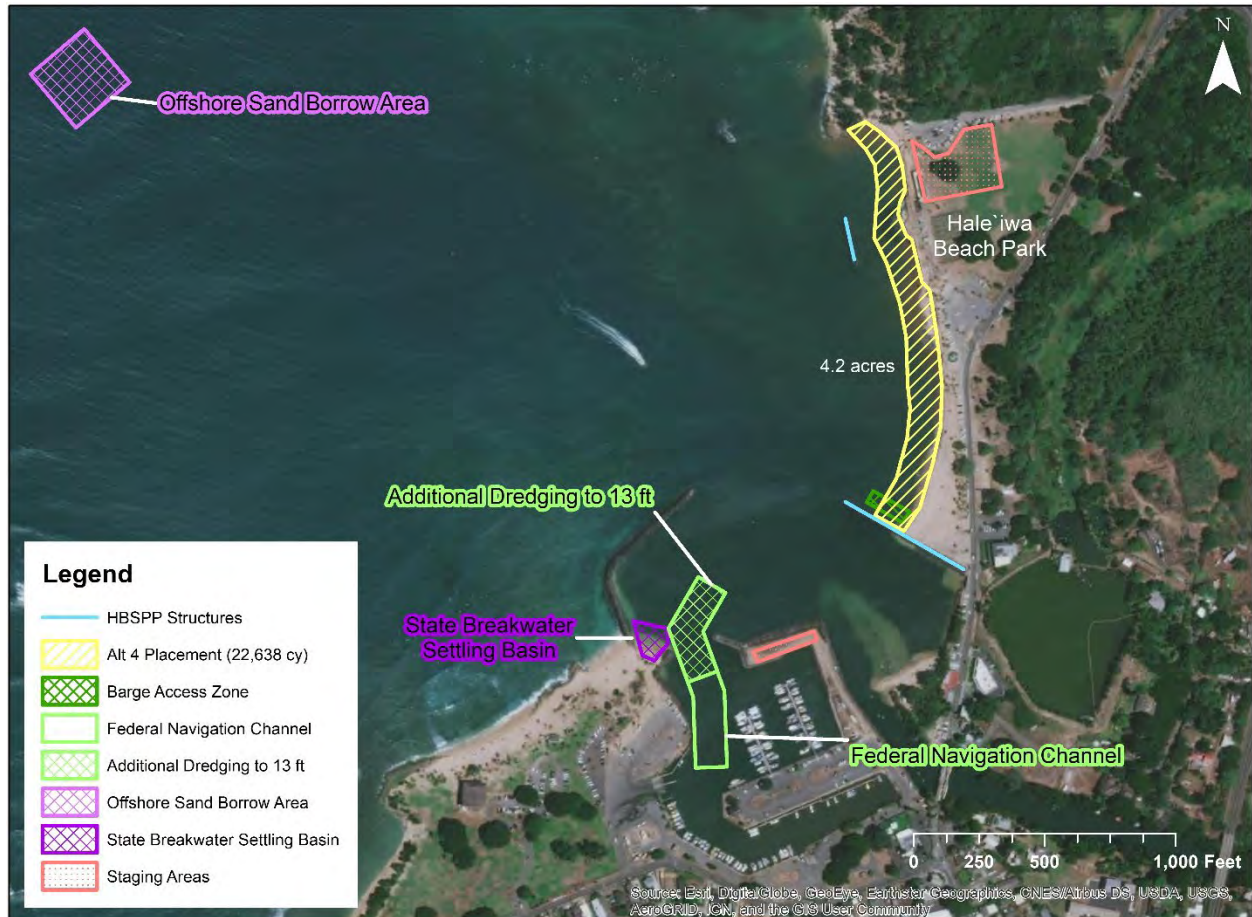 N
Offshore Sand Borrow Area
Hale`iwa
Beach Park
4.2 acres
Additional Dredging to 13 ft
State Breakwater
Settling Basin
Federal Navigation Channel
Legend
HBSPP Structures
Alt 4 Placement (22,638 cy)
Barge Access Zone
Federal Navigation Channel
Additional Dredging to 13 ft
Offshore Sand Borrow Area
State Breakwater Settling Basin
Staging Areas
0 250 500 1,000 Feet
Source: Esri, DigitalGlobe, GeoEye, Earthstar Geographics, CNES/Airbus DS, USDA, USGS,
AeroGRID, IGN, and the GIS User Community